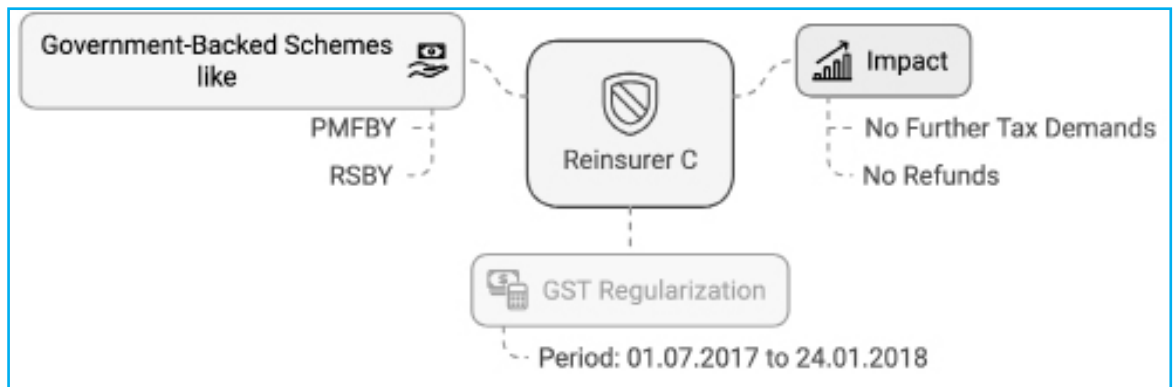 Government-Backed Schemes
like
PMFBY
RSBY
Reinsurer C
Impact
No Further Tax Demands
No Refunds
GST Regularization
Period: 01.07.2017 to 24.01.2018